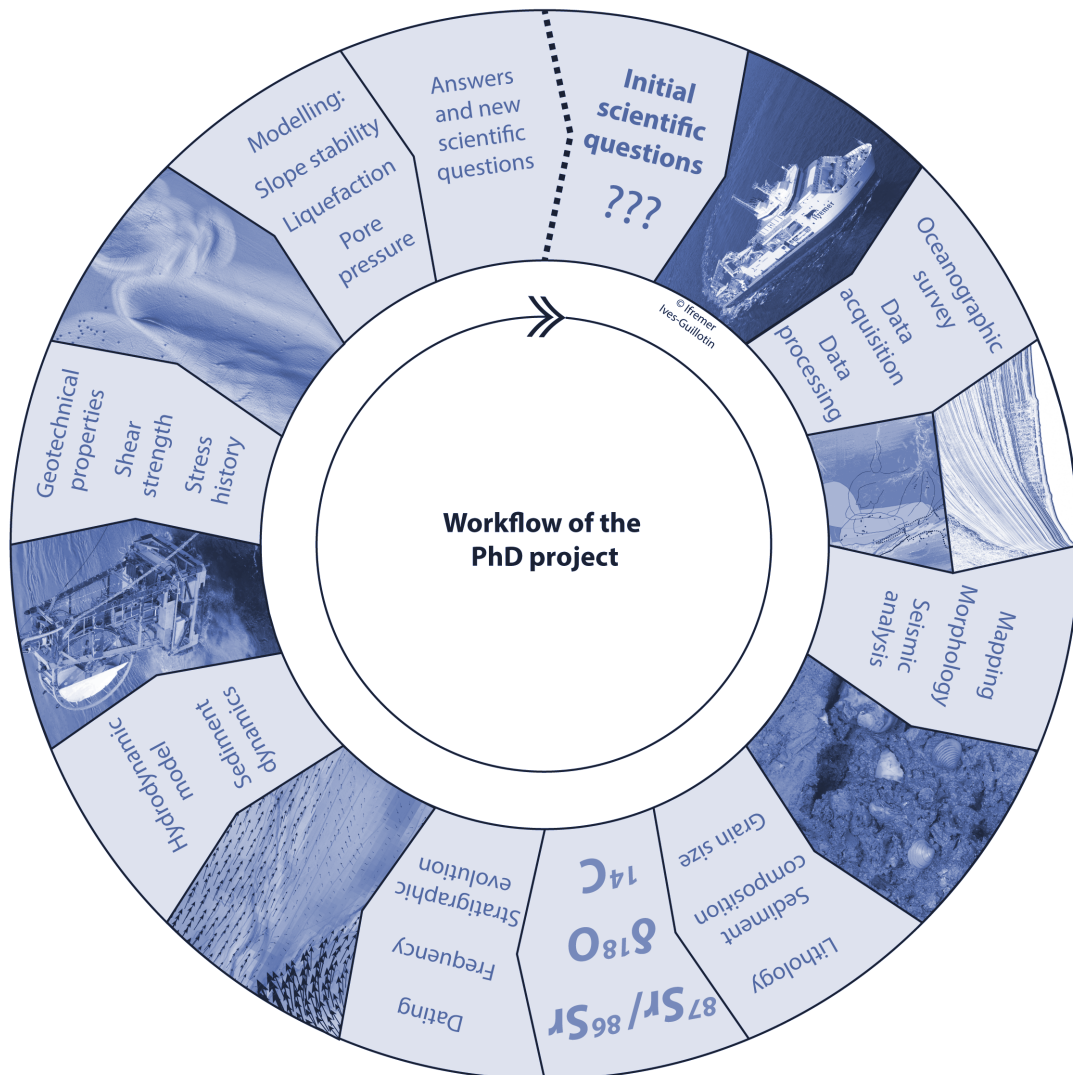 Initial
scientific
questions
???
Ifremer
© Ifremer
Ives-Guillotin
Oceanographic
survey
Data
acquisition
Data
processing
Mapping
Morphology
Seismic
analysis
Lithology
Sediment
composition
Grain size
14C
δ18O
87Sr/86Sr
Dating
Frequency
Stratigraphic
evolution
Hydrodynamic
model
Sediment
dynamics
Geotechnical
properties
Shear
strength
Stress
history
Modelling:
Slope stability
Liquefaction
Pore
pressure
Answers
and new
scientific
questions
Workflow of the
PhD project